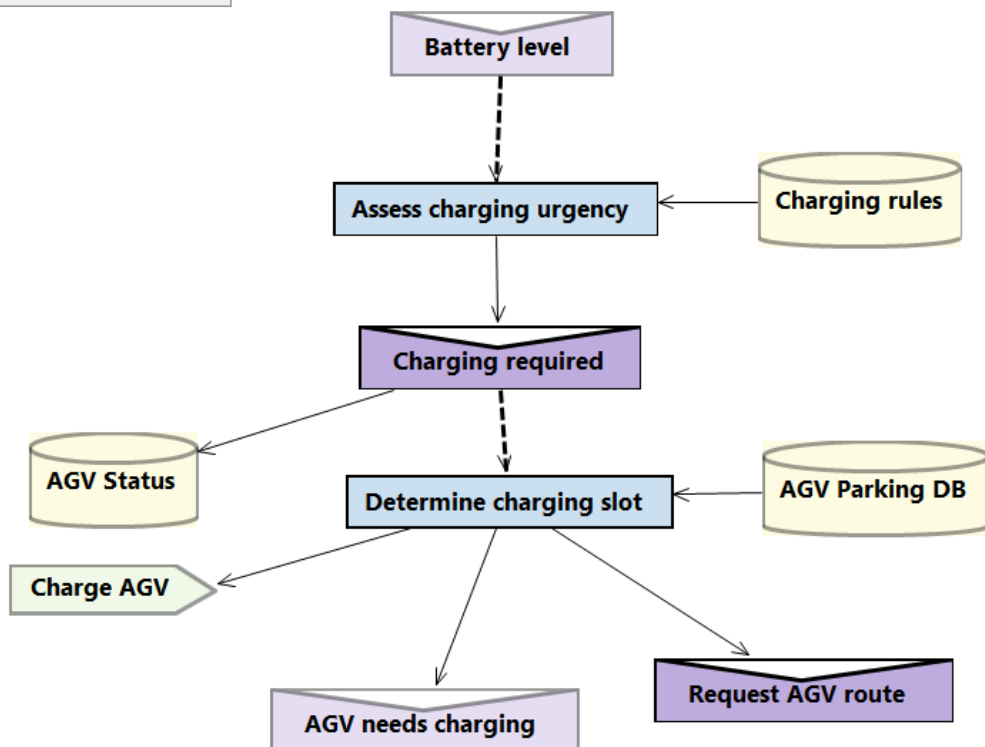 Battery level
Assess charging urgency
Charging rules
Charging required
AGV Status
AGV Parking DB
Determine charging slot
Charge AGV
Request AGV route
AGV needs charging